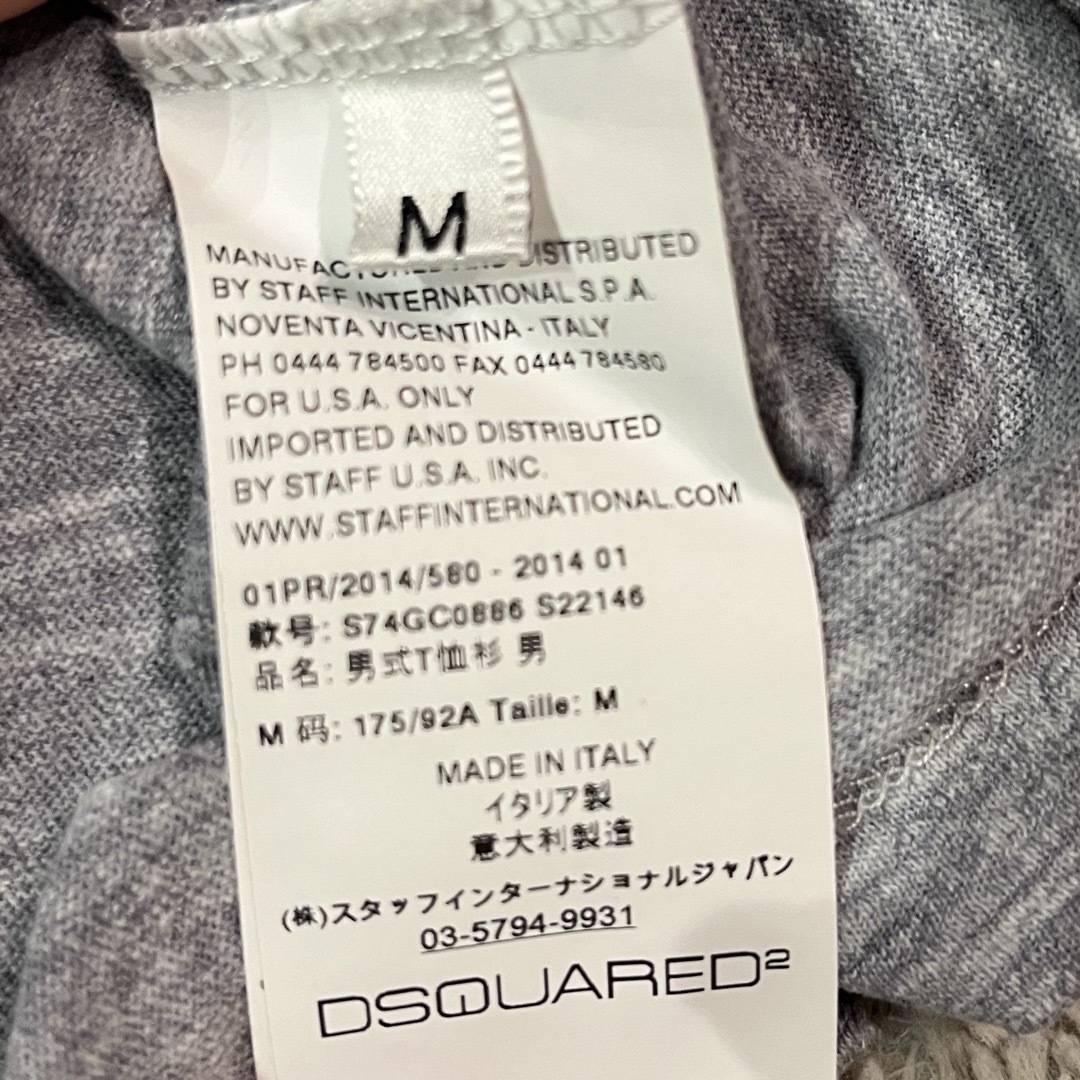 M
MANUFACTURED AND DISTRIBUTED
BY STAFF INTERNATIONAL S.P.A.
NOVENTA VICENTINA - ITALY
PH 0444 784500 FAX 0444 784580
FOR U.S.A. ONLY
IMPORTED AND DISTRIBUTED
BY STAFF U.S.A. INC.
WWW.STAFFINTERNATIONAL.COM
01PR/2014/580 - 2014 01
款号: S74GC0886 S22146
品名: 男式T恤衫 男
M 码: 175/92A Taille: M
MADE IN ITALY
イタリア製
意大利製造
(株)スタッフインターナショナルジャパン
03-5794-9931
DSQUARED2